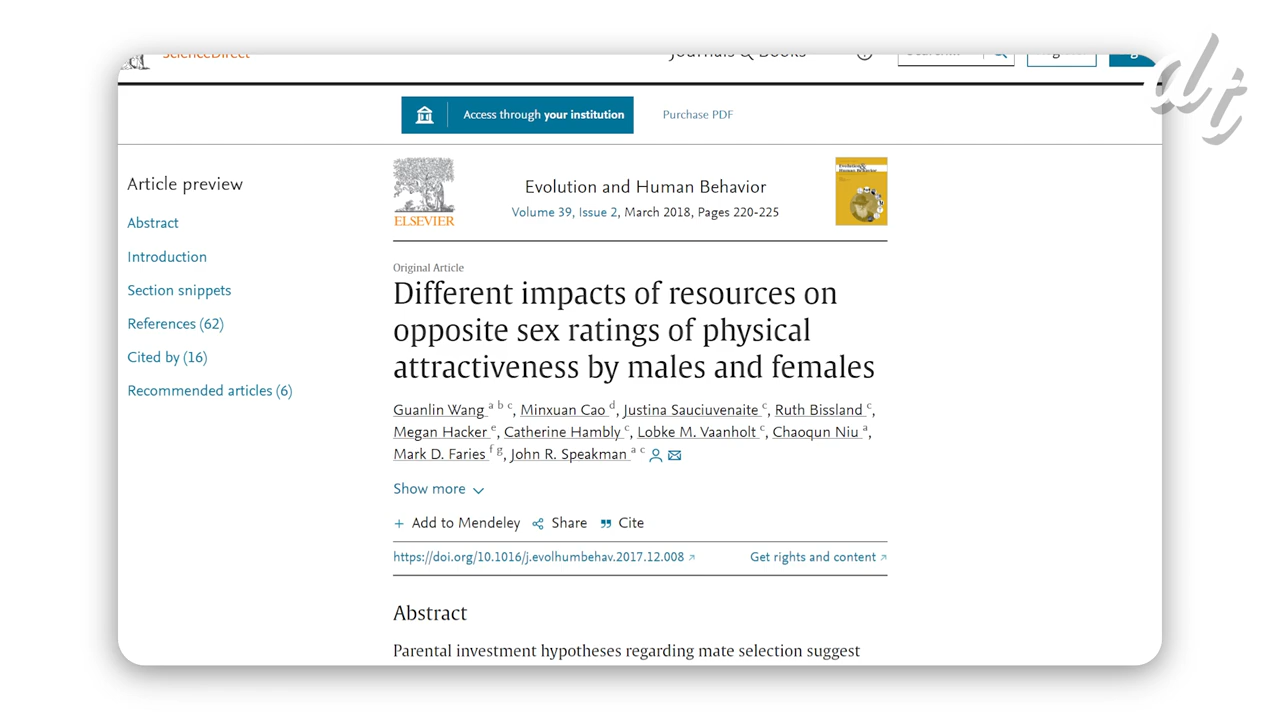 ScienceDirect
Journals & Books
Access through your institution
Purchase PDF
dt
Article preview
Abstract
Introduction
Section snippets
References (62)
Cited by (16)
Recommended articles (6)
ELSEVIER
Evolution and Human Behavior
Volume 39, Issue 2, March 2018, Pages 220-225
Original Article
Different impacts of resources on
opposite sex ratings of physical
attractiveness by males and females
Guanlin Wang a b c, Minxuan Cao d, Justina Sauciuvenaite c, Ruth Bissland c,
Megan Hacker e, Catherine Hambly c, Lobke M. Vaanholt c, Chaoqun Niu a,
Mark D. Faries f g, John R. Speakman a c
Show more
+ Add to Mendeley Share Cite
https://doi.org/10.1016/j.evolhumbehav.2017.12.008
Get rights and content
Abstract
Parental investment hypotheses regarding mate selection suggest